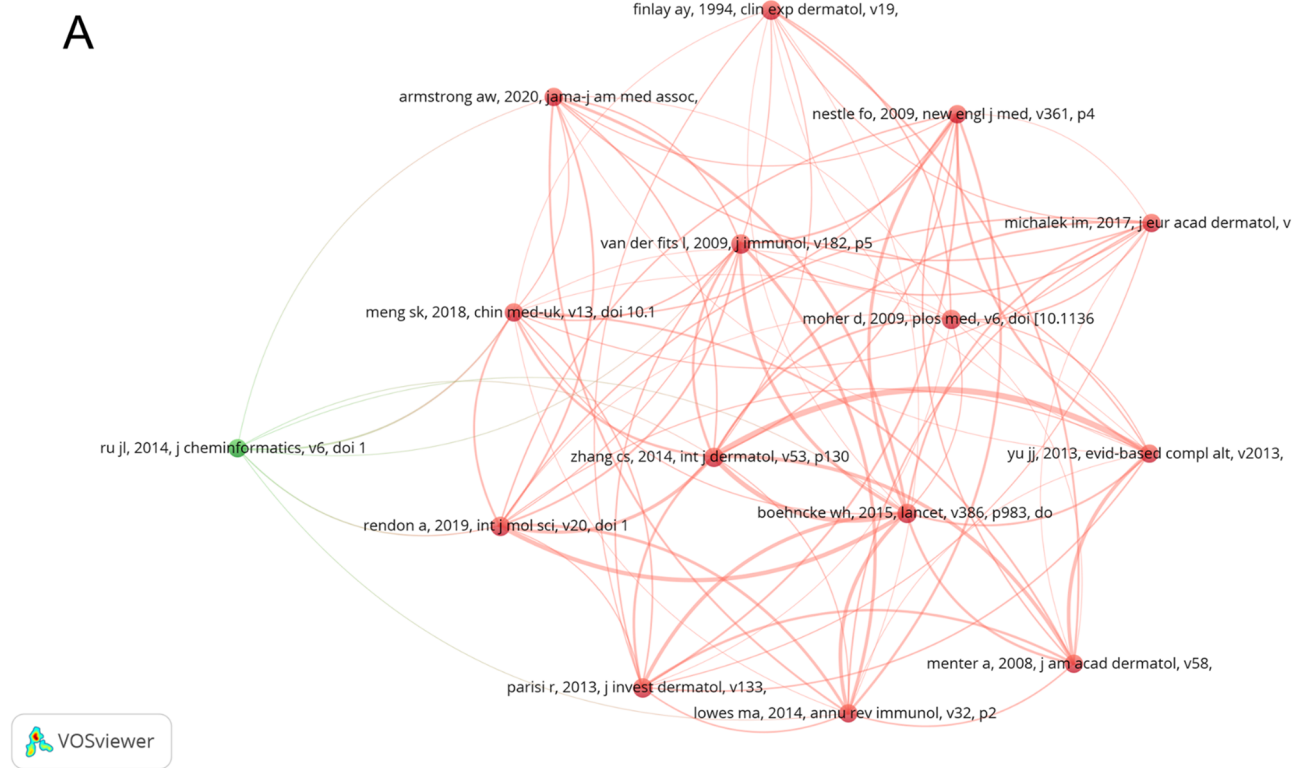 A
finlay ay, 1994, clin exp dermatol, v19,
armstrong aw, 2020, jama-j am med assoc,
nestle fo, 2009, new engl j med, v361, p4
michalek im, 2017, j eur acad dermatol, v
van der fits l, 2009, j immunol, v182, p5
meng sk, 2018, chin med-uk, v13, doi 10.1
moher d, 2009, plos med, v6, doi [10.1136
ru jl, 2014, j cheminformatics, v6, doi 1
zhang cs, 2014, int j dermatol, v53, p130
yu jj, 2013, evid-based compl alt, v2013,
boehncke wh, 2015, lancet, v386, p983, do
rendon a, 2019, int j mol sci, v20, doi 1
menter a, 2008, j am acad dermatol, v58,
parisi r, 2013, j invest dermatol, v133,
lowes ma, 2014, annu rev immunol, v32, p2
VOSviewer